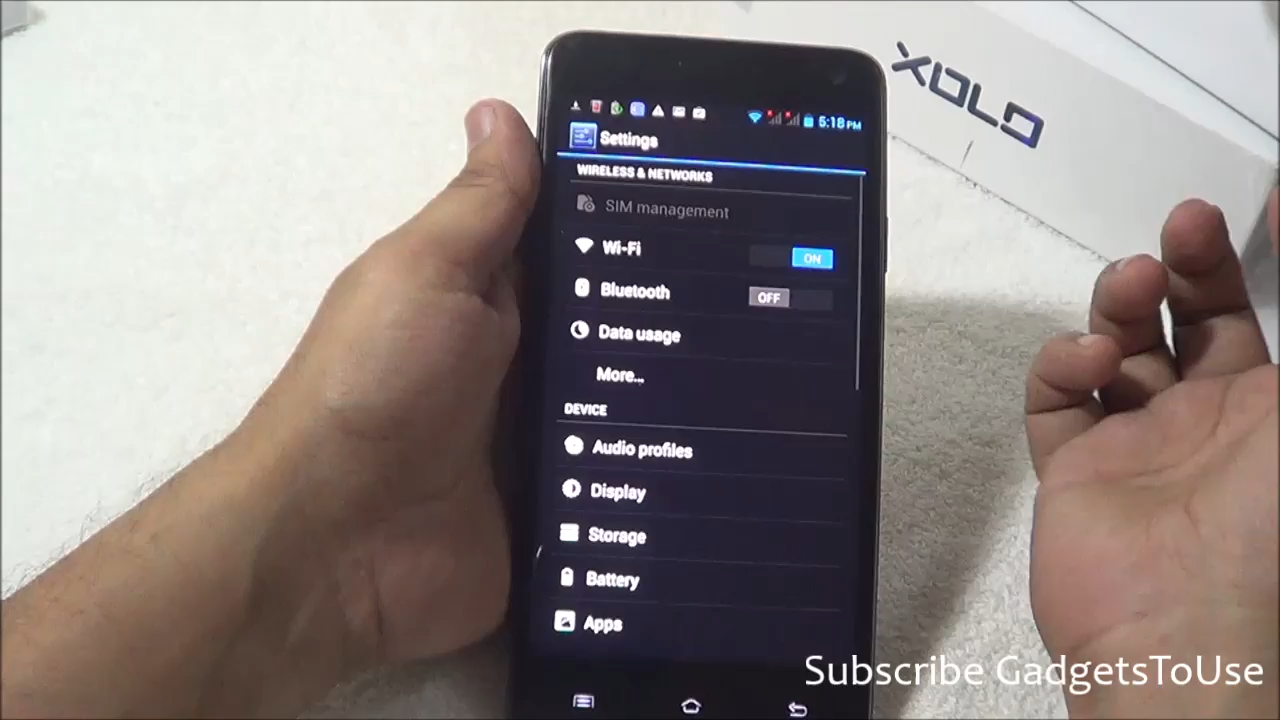 XOLO
5:18 PM
Settings
WIRELESS & NETWORKS
SIM management
Wi-Fi
ON
Bluetooth
OFF
Data usage
More...
DEVICE
Audio profiles
Display
Storage
Battery
Apps
Subscribe GadgetsToUse